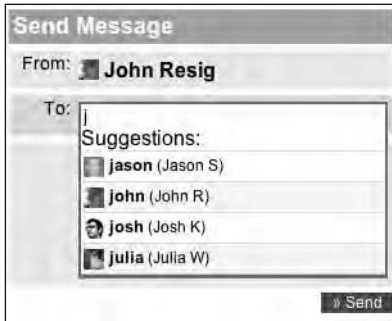 Send Message
From: John Resig
To: j
Suggestions:
jason (Jason S)
john (John R)
josh (Josh K)
julia (Julia W)
» Send